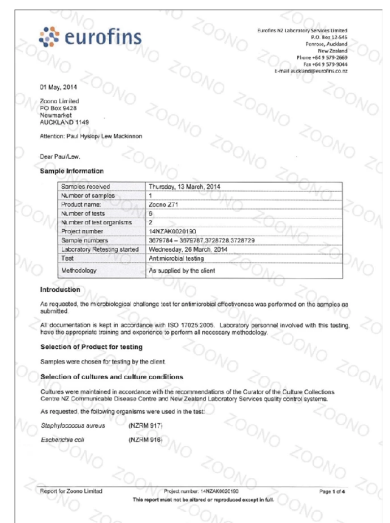 eurofins
Eurofins NZ Laboratory Services Limited
P.O. Box 12-545
Penrose, Auckland
New Zealand
Phone +64 9 579-2669
E-mail auckland@eurofins.co.nz
01 May, 2014
Zoono Limited
PO Box 9428
Newmarket
AUCKLAND 1149
Attention: Paul Hyslop/ Lew Mackinnon
Dear Paul/Lew,
Sample Information
Samples received Thursday, 13 March, 2014
Number of samples 1
Product name: Zoono Z71
Number of tests 6
Number of test organisms 2
Project number 14NZAK0020190
Sample numbers 3679784 – 3679787,3728728,3728729
Laboratory Retesting started Wednesday, 26 March, 2014
Test Antimicrobial testing
Methodology As supplied by the client
Introduction
As requested, the microbiological challenge test for antimicrobial effectiveness was performed on the samples as
submitted.
All documentation is kept in accordance with ISO 17025:2005. Laboratory personnel involved with this testing,
have the appropriate training and experience to perform all necessary methodology.
Selection of Product for testing
Samples were chosen for testing by the client.
Selection of cultures and culture conditions
Cultures were maintained in accordance with the recommendations of the Curator of the Culture Collections
Centre NZ Communicable Disease Centre and New Zealand Laboratory Services quality control systems.
As requested, the following organisms were used in the test:
Staphylococcus aureus (NZRM 917)
Escherichia coli (NZRM 916)
Report for Zoono Limited Project number: 14NZAK0020190 Page 1 of 4
This report must not be altered or reproduced except in full.
ZOONO